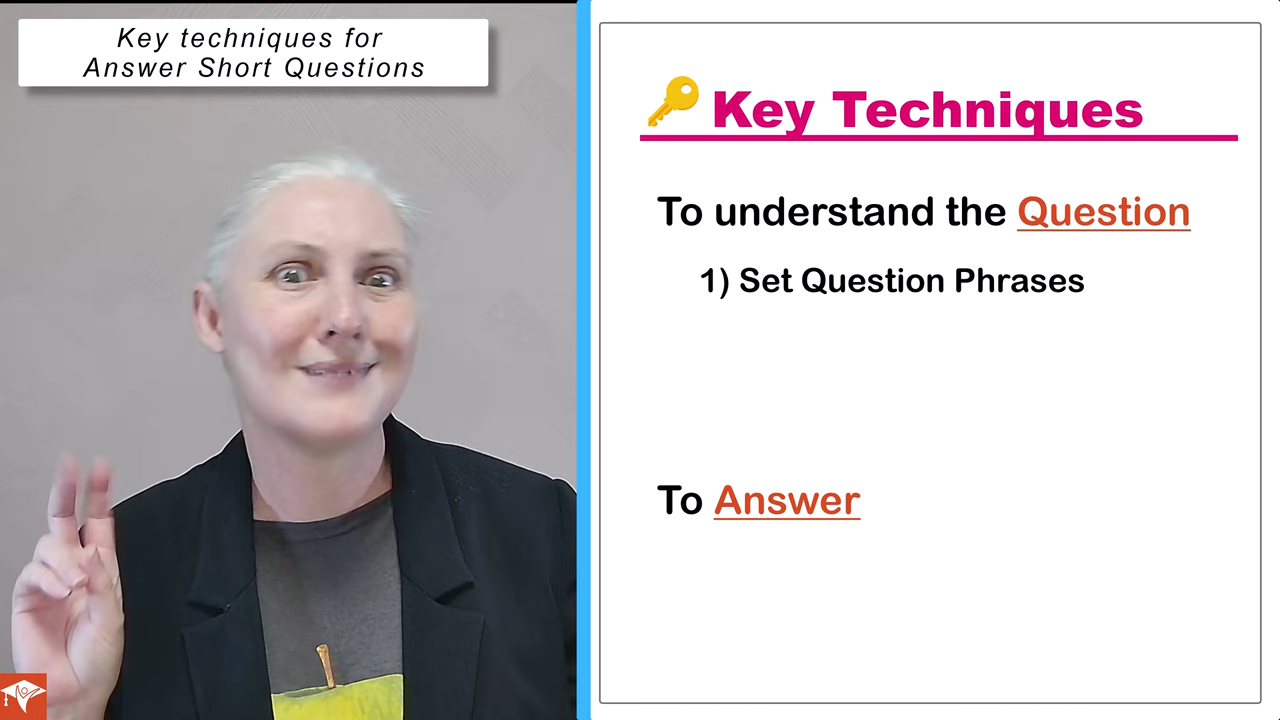 Key techniques for
Answer Short Questions
Key Techniques
To understand the Question
1) Set Question Phrases
To Answer